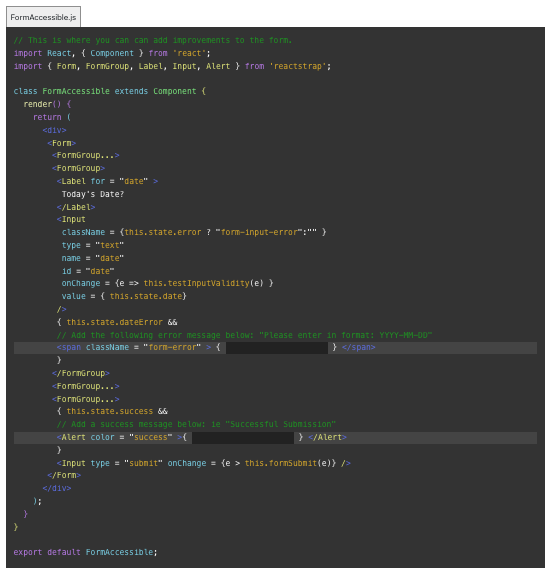 FormAccessible.js
// This is where you can can add improvements to the form.
import React, { Component } from 'react';
import { Form, FormGroup, Label, Input, Alert } from 'reactstrap';
class FormAccessible extends Component {
render() {
return (
<div>
<Form>
<FormGroup...>
<FormGroup>
<Label for = "date" >
Today's Date?
</Label>
<Input
className = {this.state.error ? "form-input-error":"" }
type = "text"
name = "date"
id = "date"
onChange = {e => this.testInputValidity(e) }
value = { this.state.date}
/>
{ this.state.dateError &&
// Add the following error message below: "Please enter in format: YYYY-MM-DD"
<span className = "form-error" > { } </span>
}
</FormGroup>
<FormGroup...>
<FormGroup...>
{ this.state.success &&
// Add a success message below: ie "Successful Submission"
<Alert color = "success" >{ } </Alert>
}
<Input type = "submit" onChange = {e > this.formSubmit(e)} />
</Form>
</div>
);
}
}
export default FormAccessible;